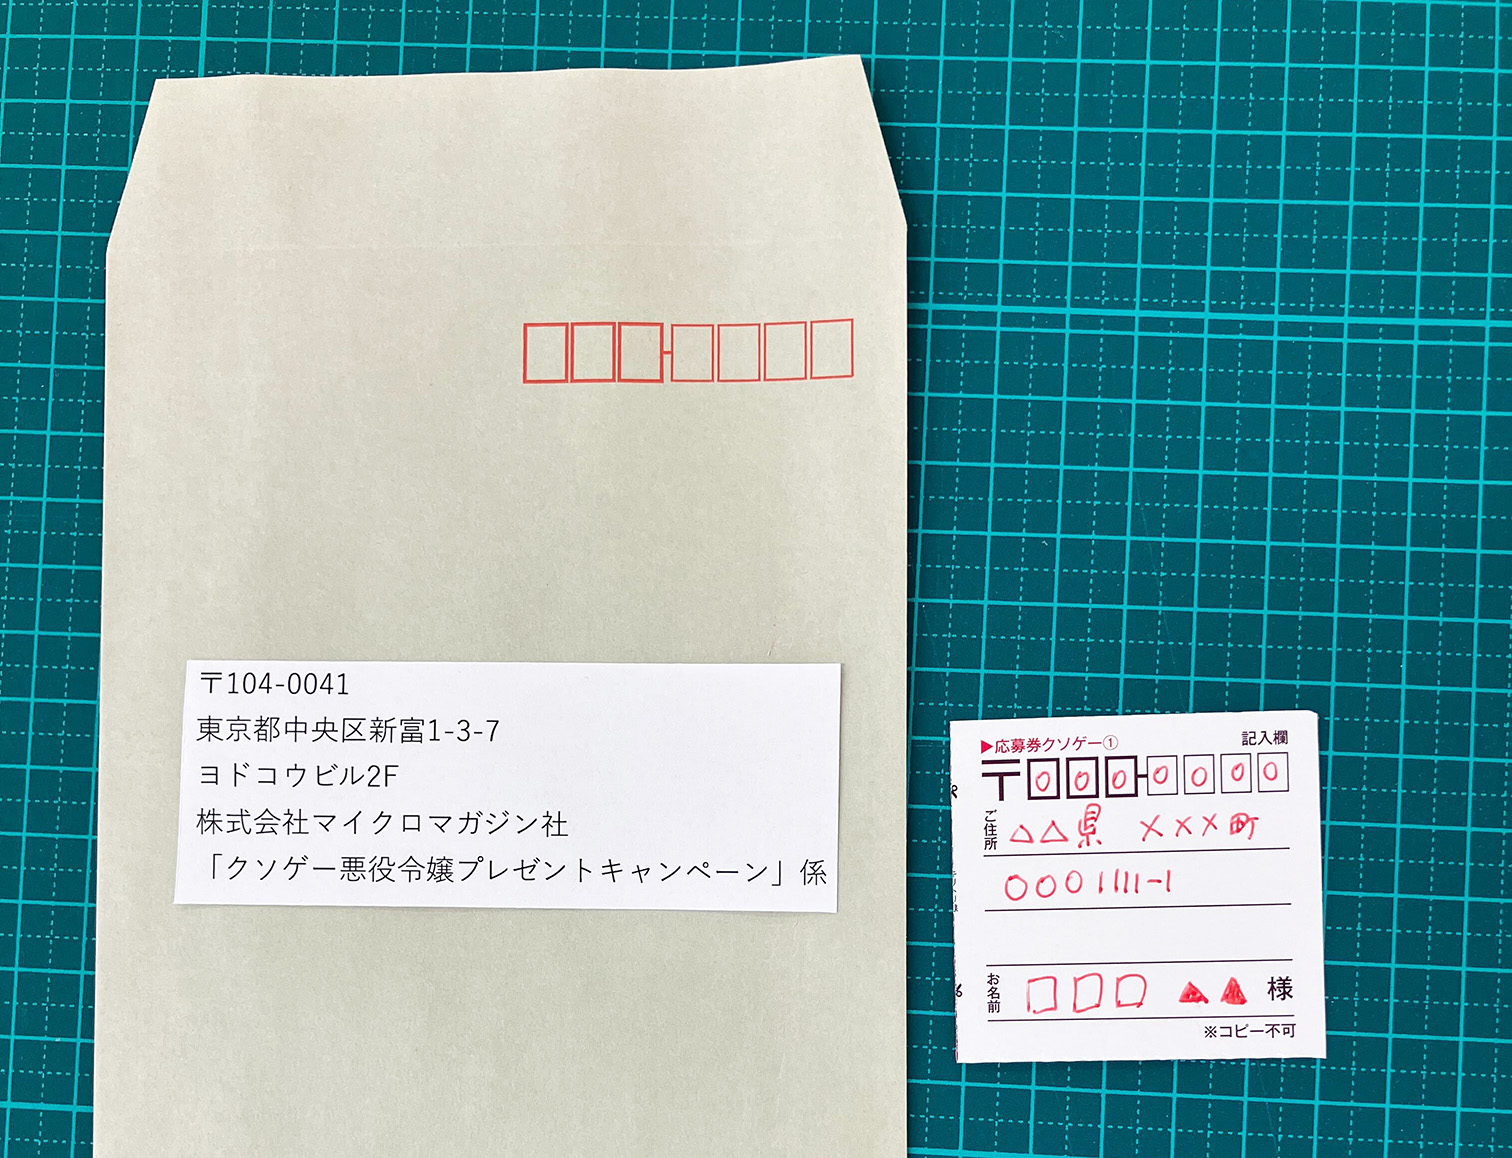 〒104-0041
東京都中央区新富1-3-7
ヨドコウビル2F
株式会社マイクロマガジン社
「クソゲー悪役令嬢プレゼントキャンペーン」係
▶応募券クソゲー① 記入欄
〒000-0000
ご住所 △△県 ×××町
0001111-1
お名前 □□□ ▲▲ 様
※コピー不可